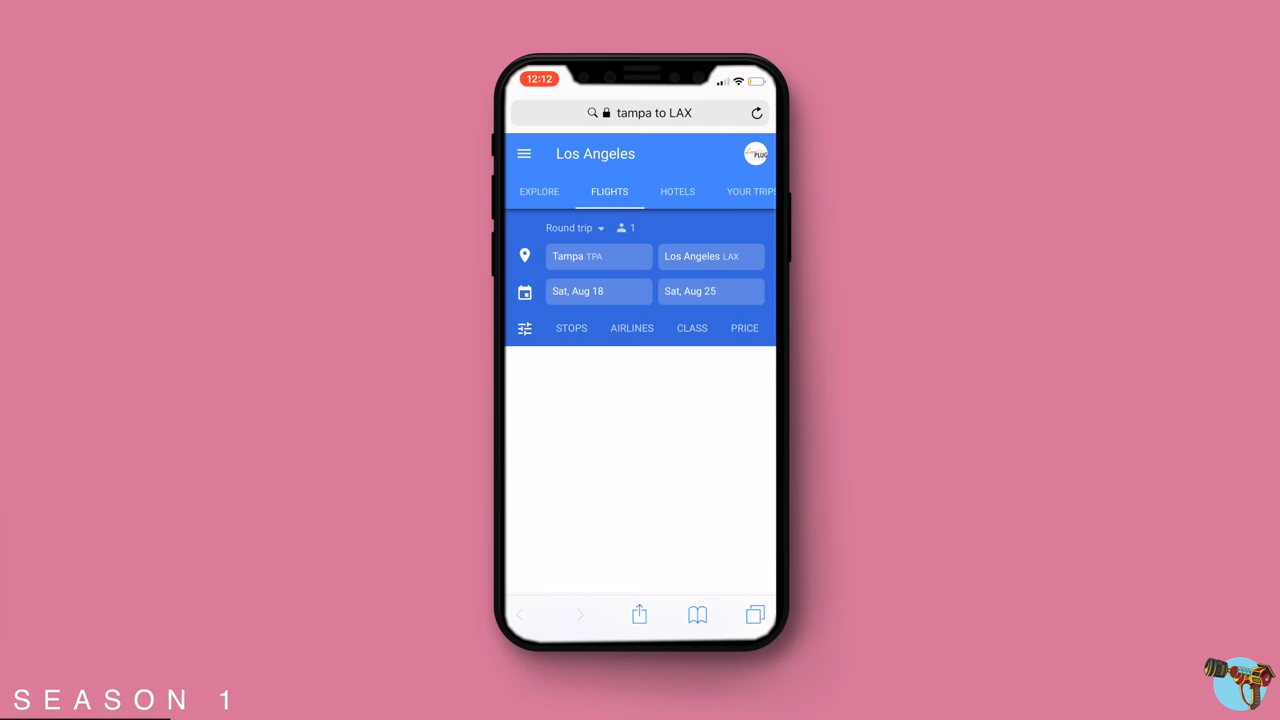 12:12
tampa to LAX
Los Angeles
PLUG
EXPLORE FLIGHTS HOTELS YOUR TRIPS
Round trip 1
Tampa TPA Los Angeles LAX
Sat, Aug 18 Sat, Aug 25
STOPS AIRLINES CLASS PRICE
SEASON 1